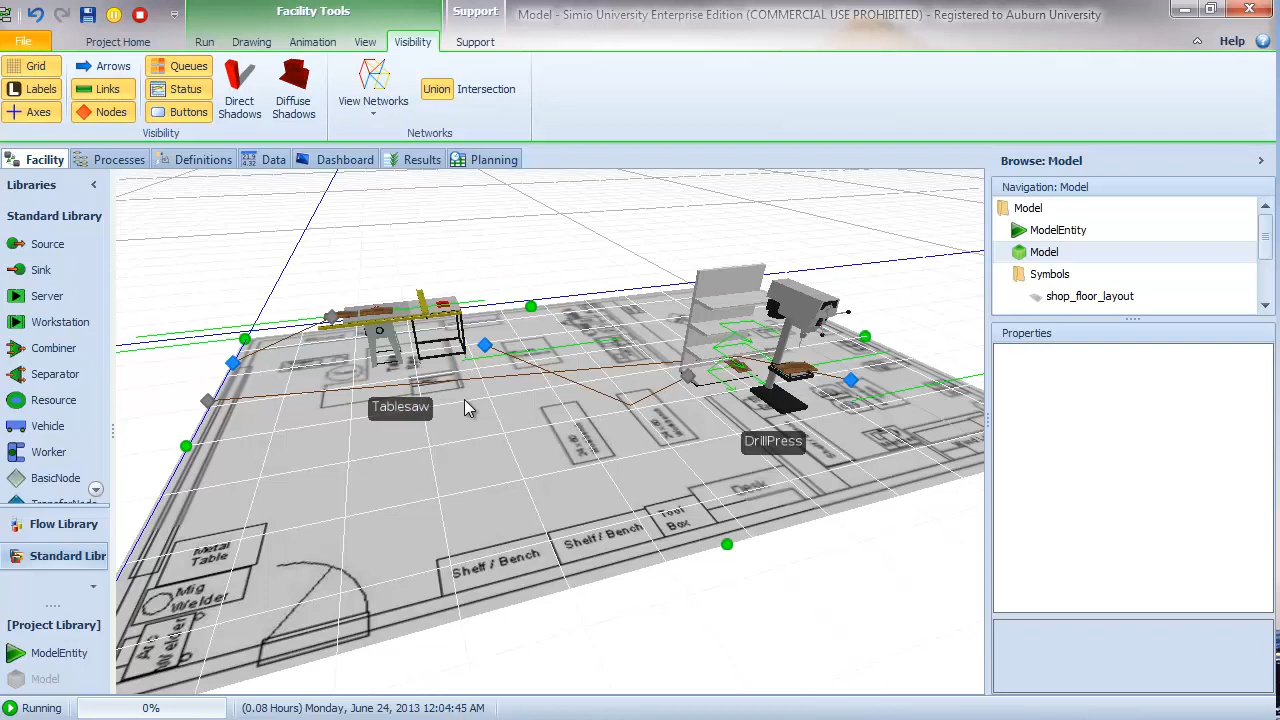 Facility Tools
Support
Model - Simio University Enterprise Edition (COMMERCIAL USE PROHIBITED) - Registered to Auburn University
File
Project Home
Run
Drawing
Animation
View
Visibility
Support
Help
Grid
Arrows
Queues
Labels
Links
Status
Axes
Nodes
Buttons
Direct
Shadows
Diffuse
Shadows
View Networks
Union
Intersection
Visibility
Networks
Facility
Processes
Definitions
Data
Dashboard
Results
Planning
Libraries
Standard Library
Source
Sink
Server
Workstation
Combiner
Separator
Resource
Vehicle
Worker
BasicNode
Flow Library
Standard Libr
[Project Library]
ModelEntity
Model
Tablesaw
DrillPress
Desk
Tool
Box
Shelf / Bench
Shelf / Bench
Metal
Table
Mig
Welder
Browse: Model
Navigation: Model
Model
ModelEntity
Model
Symbols
shop_floor_layout
Properties
Running
0%
(0.08 Hours) Monday, June 24, 2013 12:04:45 AM